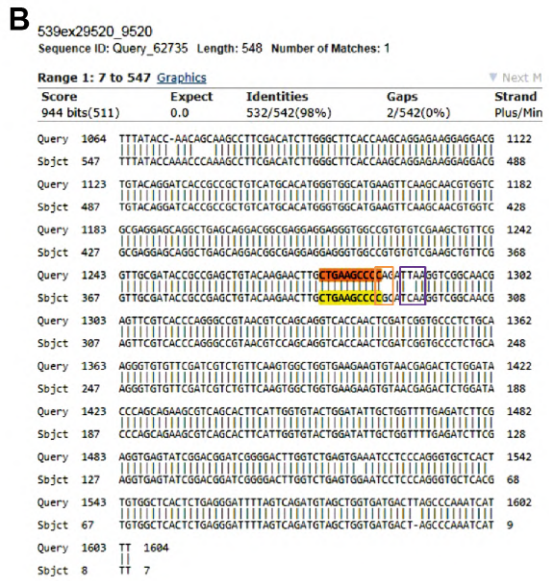 B
539ex29520_9520
Sequence ID: Query_62735 Length: 548 Number of Matches: 1
Range 1: 7 to 547 Graphics ▼ Next M
Score Expect Identities Gaps Strand
944 bits(511) 0.0 532/542(98%) 2/542(0%) Plus/Min
Query 1064 TTTATACC-AACAGCAAGCCTTCGACATCTTGGGCTTCACCAAGCAGGAGAAGGAGGACG 1122
Sbjct 547 TTTATACCAAACCCAAAGCCTTCGACATCTTGGGCTTCACCAAGCAGGAGAAGGAGGACG 488
Query 1123 TGTACAGGATCACCGCCGCTGTCATGCACATGGGTGGCATGAAGTTCAAGCAACGTGGTC 1182
Sbjct 487 TGTACAGGATCACCGCCGCTGTCATGCACATGGGTGGCATGAAGTTCAAGCAACGTGGTC 428
Query 1183 GCGAGGAGCAGGCTGAGCAGGACGGCGAGGAGGAGGGTGGCCGTGTGTCGAAGCTGTTCG 1242
Sbjct 427 GCGAGGAGCAGGCTGAGCAGGACGGCGAGGAGGAGGGTGGCCGTGTGTCGAAGCTGTTCG 368
Query 1243 GTTGCGATACCGCCGAGCTGTACAAGAACTTGCTGAAGCCCCAGATTAAGGTCGGCAACG 1302
Sbjct 367 GTTGCGATACCGCCGAGCTGTACAAGAACTTGCTGAAGCCCCGCATCAAGGTCGGCAACG 308
Query 1303 AGTTCGTCACCCAGGGCCGTAACGTCCAGCAGGTCACCAACTCGATCGGTGCCCTCTGCA 1362
Sbjct 307 AGTTCGTCACCCAGGGCCGTAACGTCCAGCAGGTCACCAACTCGATCGGTGCCCTCTGCA 248
Query 1363 AGGGTGTGTTCGATCGTCTGTTCAAGTGGCTGGTGAAGAAGTGTAACGAGACTCTGGATA 1422
Sbjct 247 AGGGTGTGTTCGATCGTCTGTTCAAGTGGCTGGTGAAGAAGTGTAACGAGACTCTGGATA 188
Query 1423 CCCAGCAGAAGCGTCAGCACTTCATTGGTGTACTGGATATTGCTGGTTTTGAGATCTTCG 1482
Sbjct 187 CCCAGCAGAAGCGTCAGCACTTCATTGGTGTACTGGATATTGCTGGTTTTGAGATCTTCG 128
Query 1483 AGGTGAGTATCGGACGGATCGGGGACTTGGTCTGAGTGAAATCCTCCCAGGGTGCTCACT 1542
Sbjct 127 AGGTGAGTATCGGACGGATCGGGGACTTGGTCTGAGTGGAATCCTCCCAGGGTGCTCACG 68
Query 1543 TGTGGCTCACTCTGAGGGATTTTAGTCAGATGTAGCTGGTGATGACTTAGCCCAAATCAT 1602
Sbjct 67 TGTGGCTCACTCTGAGGGATTTTAGTCAGATGTAGCTGGTGATGACT-AGCCCAAATCAT 9
Query 1603 TT 1604
Sbjct 8 TT 7